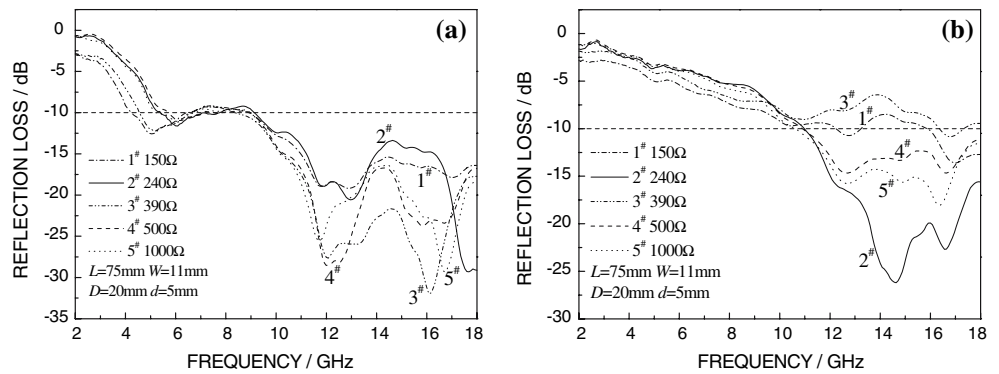 (a)
REFLECTION LOSS / dB
0
-5
-10
-15
-20
-25
-30
-35
1# 150Ω
2# 240Ω
3# 390Ω
4# 500Ω
5# 1000Ω
L=75mm W=11mm
D=20mm d=5mm
2#
1#
4#
3#
5#
2 4 6 8 10 12 14 16 18
FREQUENCY / GHz
(b)
REFLECTION LOSS / dB
0
-5
-10
-15
-20
-25
-30
1# 150Ω
2# 240Ω
3# 390Ω
4# 500Ω
5# 1000Ω
L=75mm W=11mm
D=20mm d=5mm
3#
1#
4#
5#
2#
2 4 6 8 10 12 14 16 18
FREQUENCY / GHz